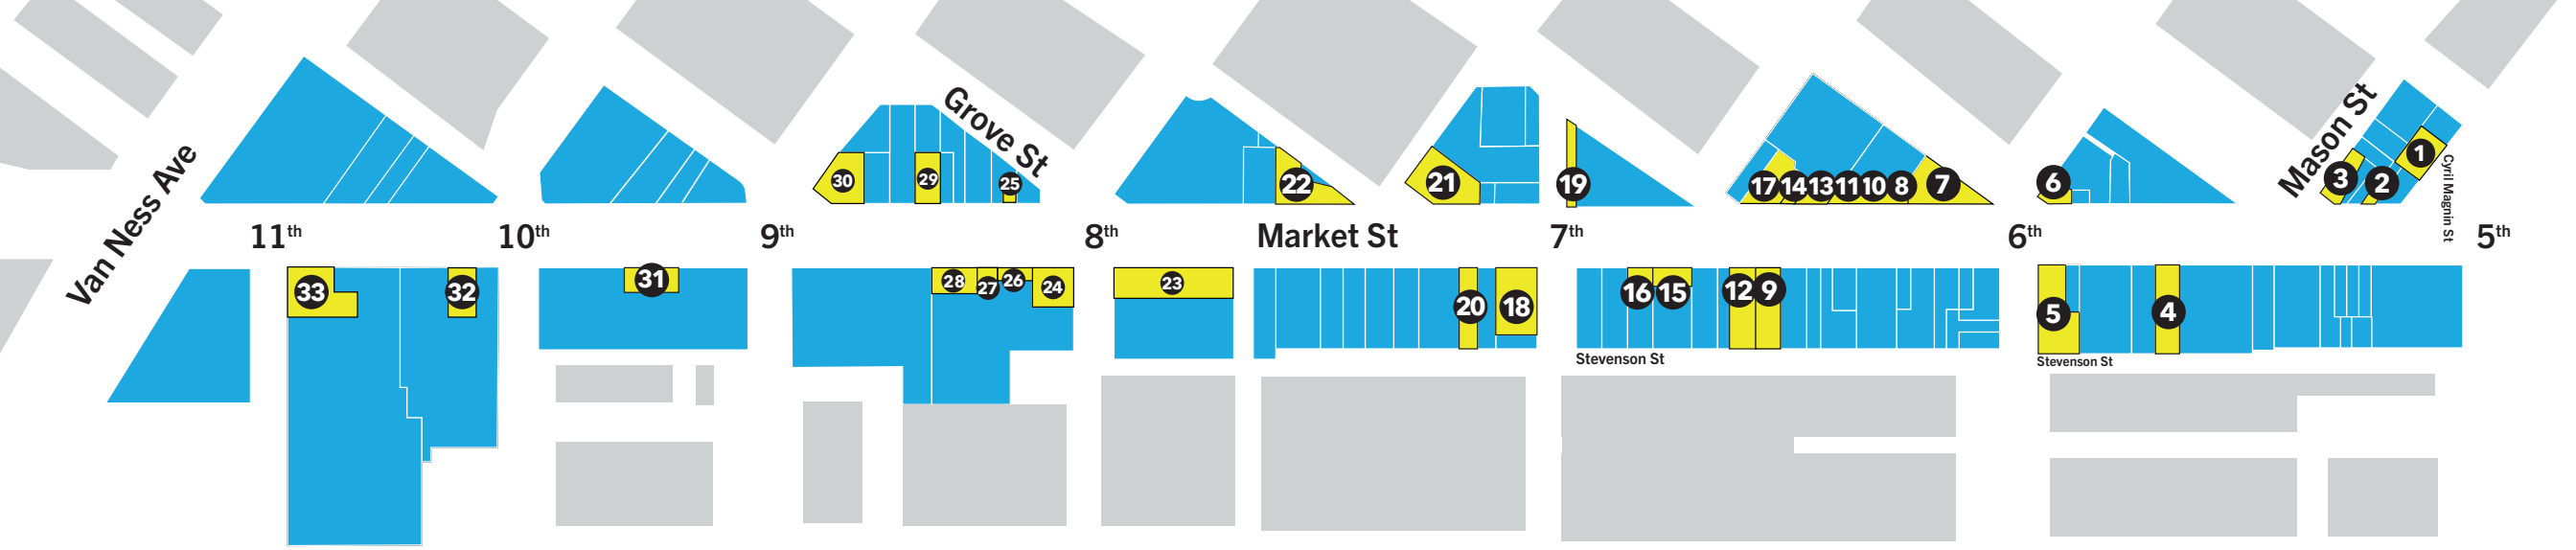 Van Ness Ave
Grove St
Mason St
Cyril Magnin St
30
29
25
22
21
19
17
14
13
11
10
8
7
6
3
2
1
11th
10th
9th
8th
Market St
7th
6th
5th
33
32
31
28
27
26
24
23
20
18
16
15
12
9
5
4
Stevenson St
Stevenson St